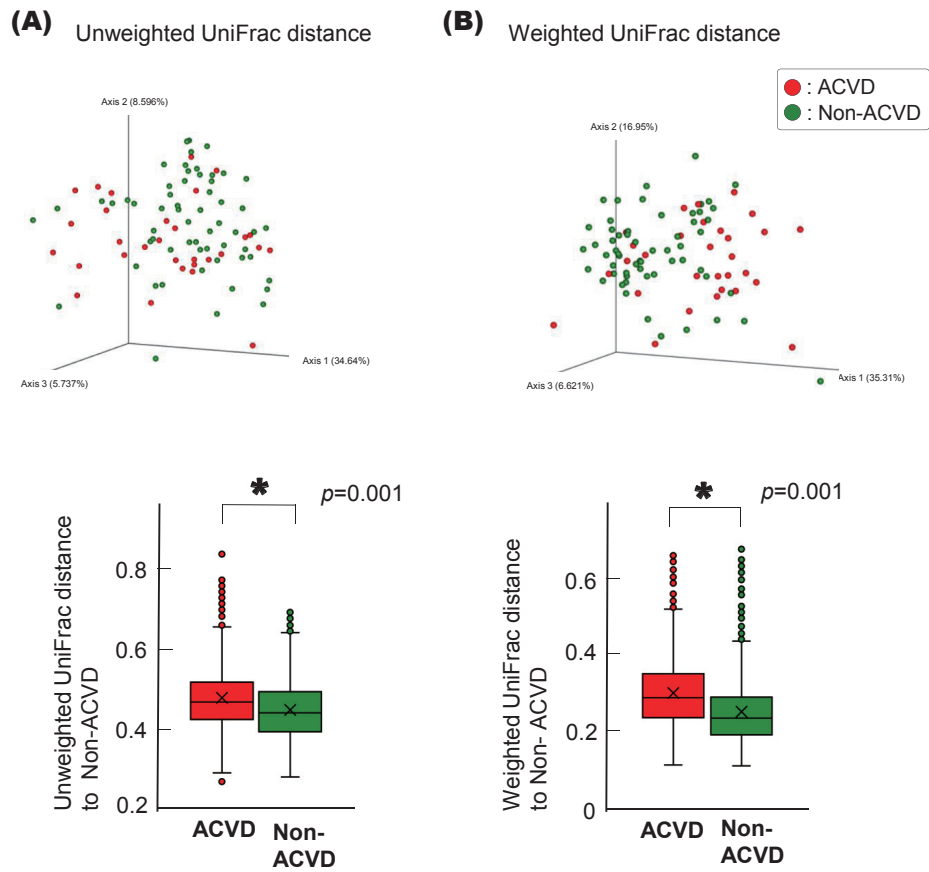 (A) Unweighted UniFrac distance
(B) Weighted UniFrac distance
: ACVD
: Non-ACVD
Axis 2 (8.596%)
Axis 1 (34.64%)
Axis 3 (5.737%)
Axis 2 (16.95%)
Axis 1 (35.31%)
Axis 3 (6.621%)
* p=0.001
Unweighted UniFrac distance
to Non-ACVD
0.8
0.6
0.4
0.2
ACVD Non-
ACVD
* p=0.001
Weighted UniFrac distance
to Non- ACVD
0.6
0.4
0.2
0
ACVD Non-
ACVD